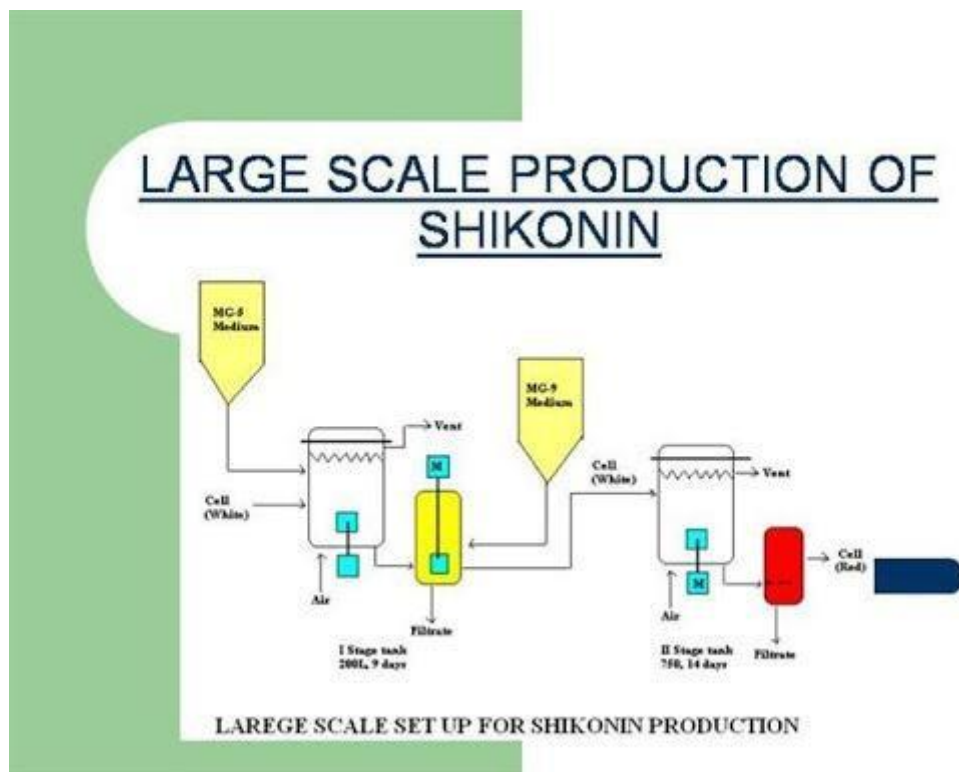 LARGE SCALE PRODUCTION OF
SHIKONIN
MG-5
Medium
MG-9
Medium
Vent
M
Cell
(White)
Cell
(White)
Vent
Cell
(Red)
M
Air
Air
Filtrate
Filtrate
I Stage tank
200L, 9 days
II Stage tank
750, 14 days
LAREGE SCALE SET UP FOR SHIKONIN PRODUCTION